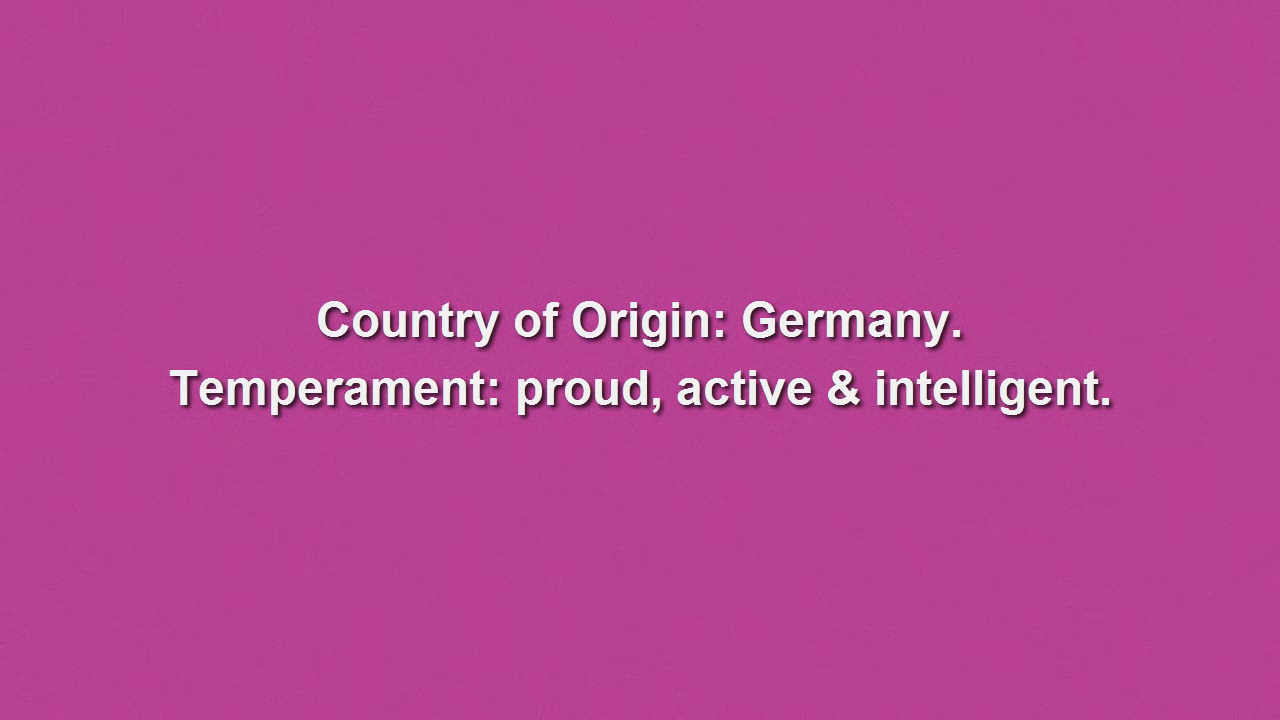 Country of Origin: Germany.
Temperament: proud, active & intelligent.